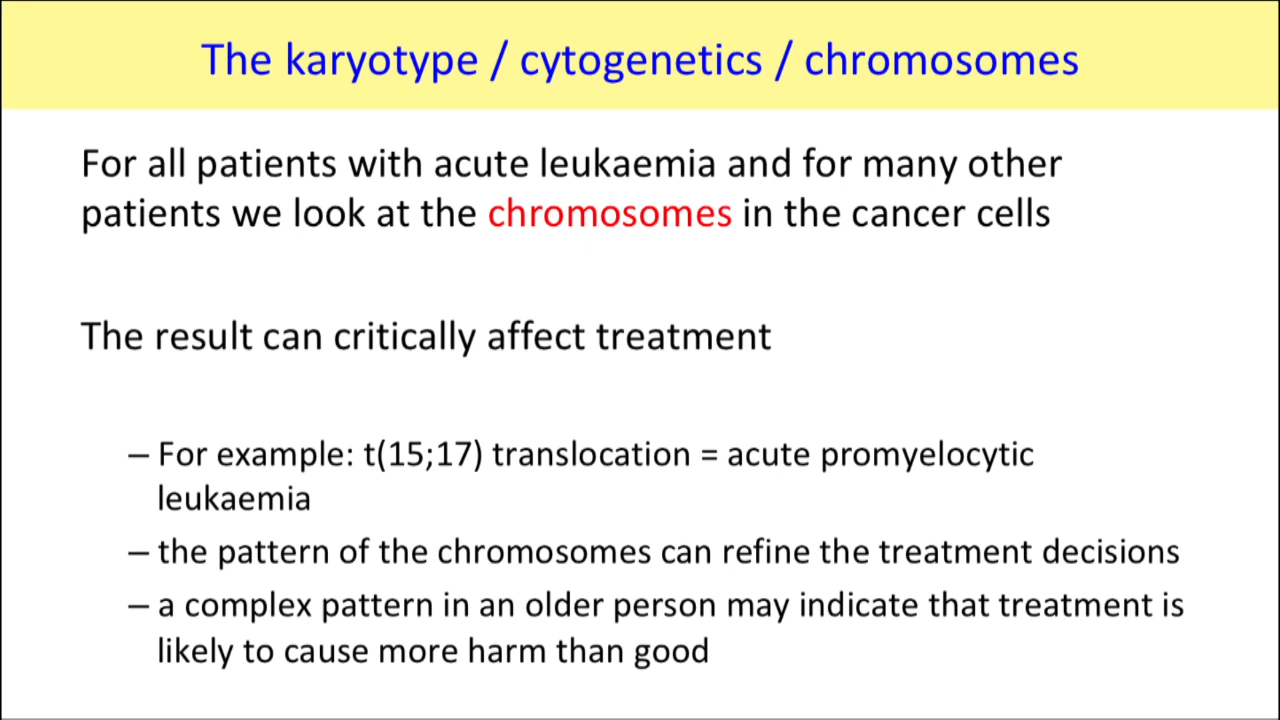 The karyotype / cytogenetics / chromosomes
For all patients with acute leukaemia and for many other
patients we look at the chromosomes in the cancer cells
The result can critically affect treatment
– For example: t(15;17) translocation = acute promyelocytic
leukaemia
– the pattern of the chromosomes can refine the treatment decisions
– a complex pattern in an older person may indicate that treatment is
likely to cause more harm than good